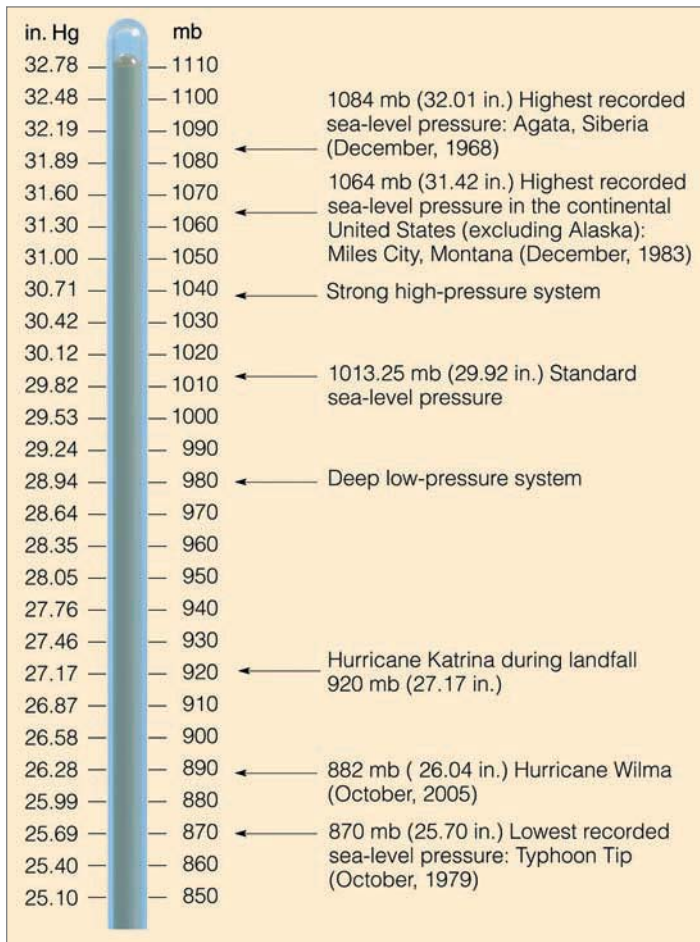 in. Hg mb
32.78 1110
32.48 1100
32.19 1090
31.89 1080
31.60 1070
31.30 1060
31.00 1050
30.71 1040
30.42 1030
30.12 1020
29.82 1010
29.53 1000
29.24 990
28.94 980
28.64 970
28.35 960
28.05 950
27.76 940
27.46 930
27.17 920
26.87 910
26.58 900
26.28 890
25.99 880
25.69 870
25.40 860
25.10 850
1084 mb (32.01 in.) Highest recorded
sea-level pressure: Agata, Siberia
(December, 1968)
1064 mb (31.42 in.) Highest recorded
sea-level pressure in the continental
United States (excluding Alaska):
Miles City, Montana (December, 1983)
Strong high-pressure system
1013.25 mb (29.92 in.) Standard
sea-level pressure
Deep low-pressure system
Hurricane Katrina during landfall
920 mb (27.17 in.)
882 mb ( 26.04 in.) Hurricane Wilma
(October, 2005)
870 mb (25.70 in.) Lowest recorded
sea-level pressure: Typhoon Tip
(October, 1979)